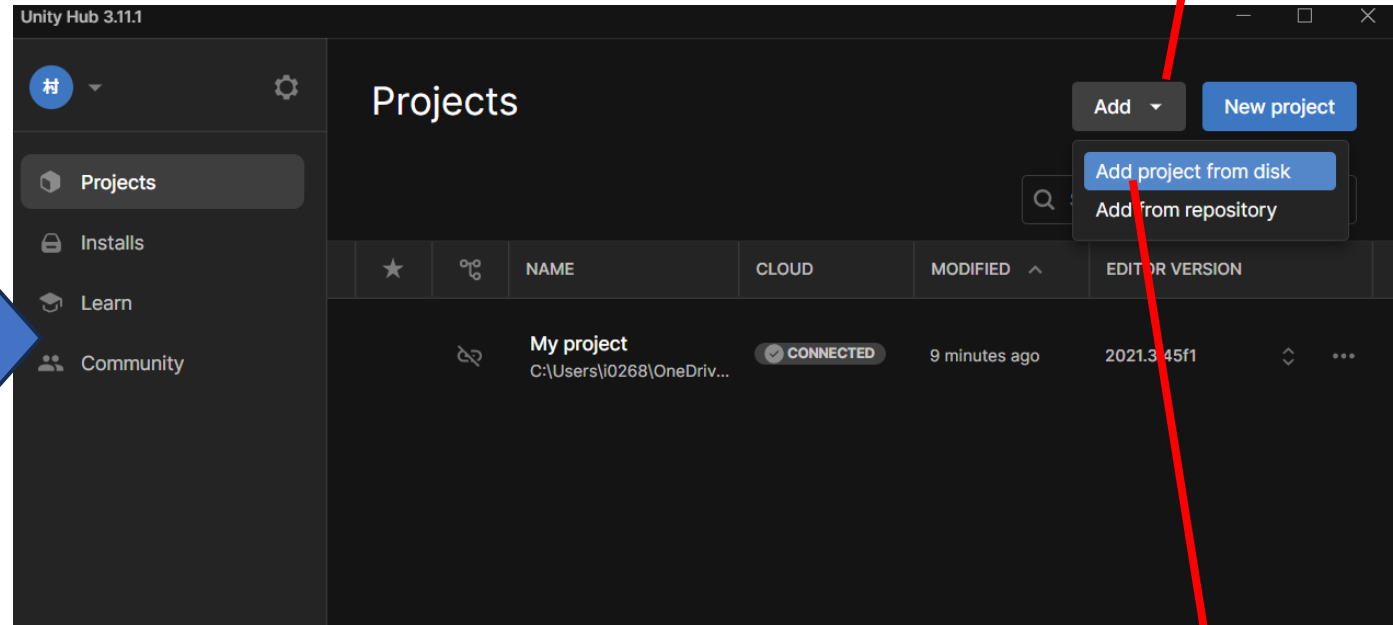 Unity Hub 3.11.1
村
Projects
Add
New project
Projects
Add project from disk
Add from repository
Installs
NAME
CLOUD
MODIFIED
EDITOR VERSION
Learn
My project
CONNECTED
9 minutes ago
2021.3.45f1
C:\Users\i0268\OneDriv...
Community